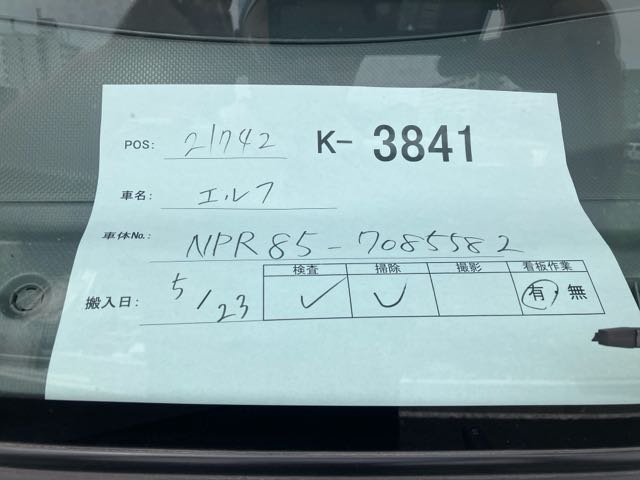 POS: 21742 K- 3841
車名: エルフ
車体No.: NPR85-7085582
検査 掃除 撮影 看板作業
搬入日: 5/23 ✓ ✓ 有・無